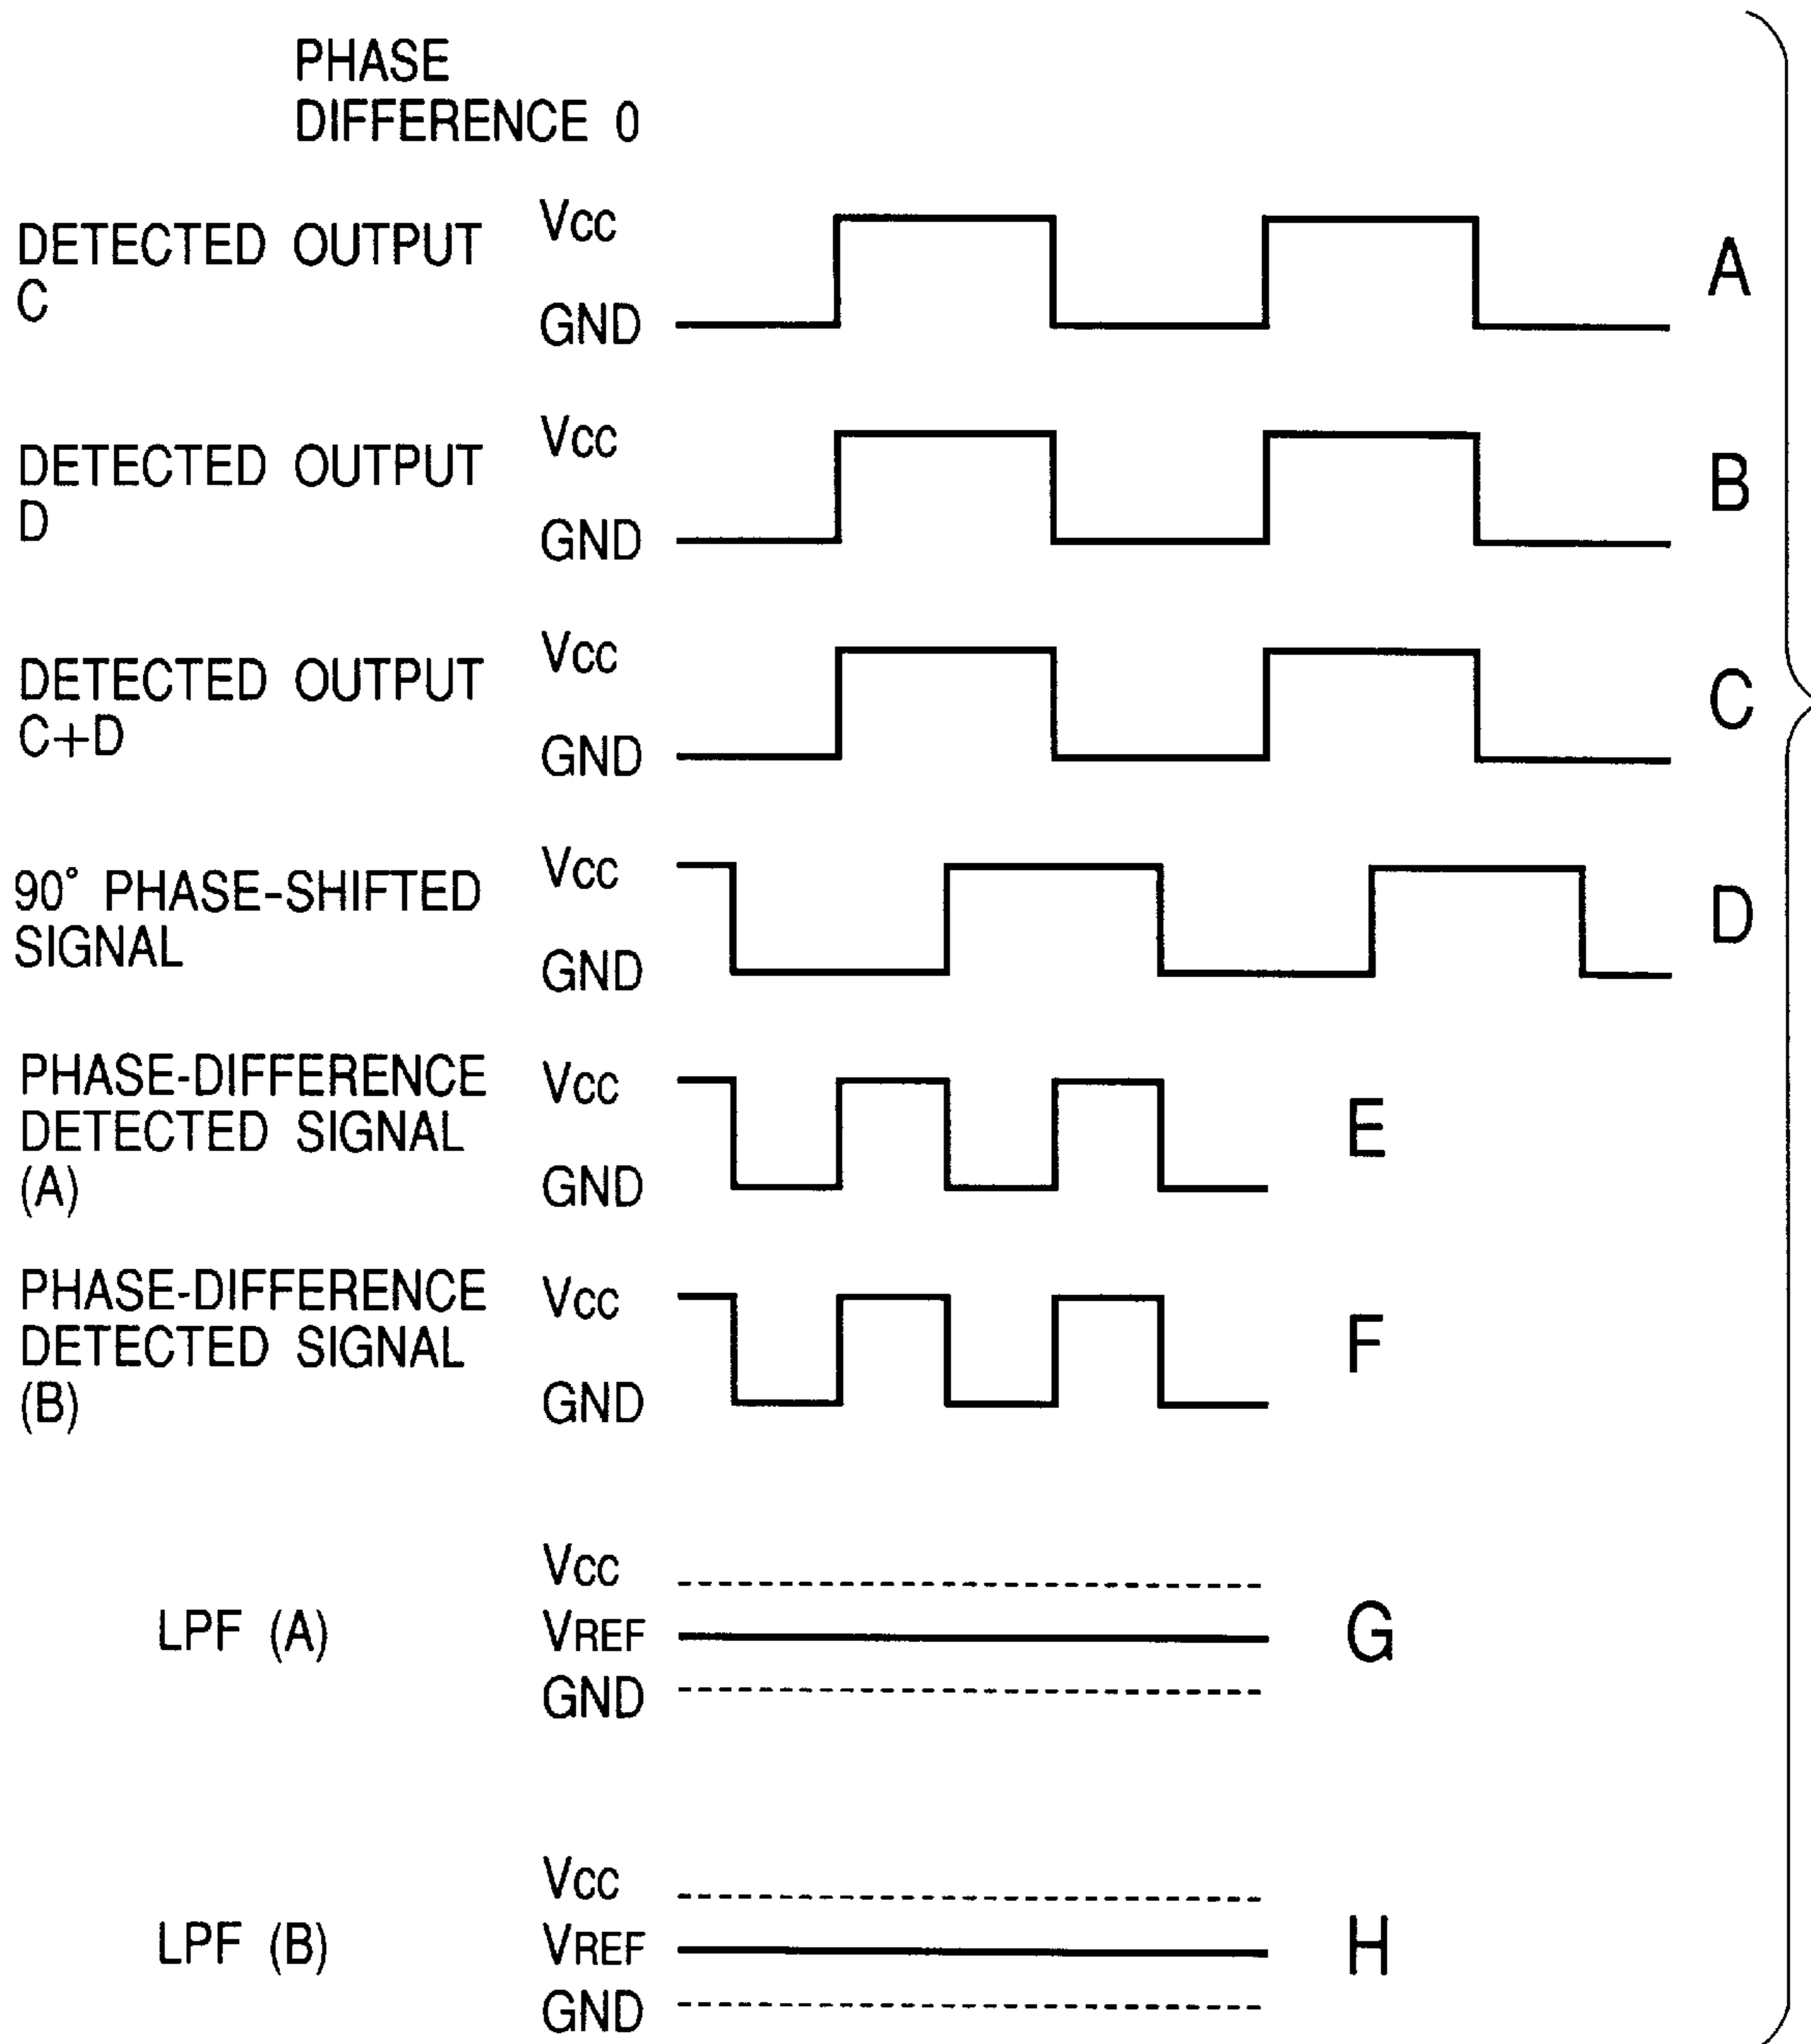 PHASE
DIFFERENCE 0
DETECTED OUTPUT
C
Vcc
GND
A
DETECTED OUTPUT
D
Vcc
GND
B
DETECTED OUTPUT
C+D
Vcc
GND
C
90° PHASE-SHIFTED
SIGNAL
Vcc
GND
D
PHASE-DIFFERENCE
DETECTED SIGNAL
(A)
Vcc
GND
E
PHASE-DIFFERENCE
DETECTED SIGNAL
(B)
Vcc
GND
F
LPF (A)
Vcc
VREF
GND
G
LPF (B)
Vcc
VREF
GND
H